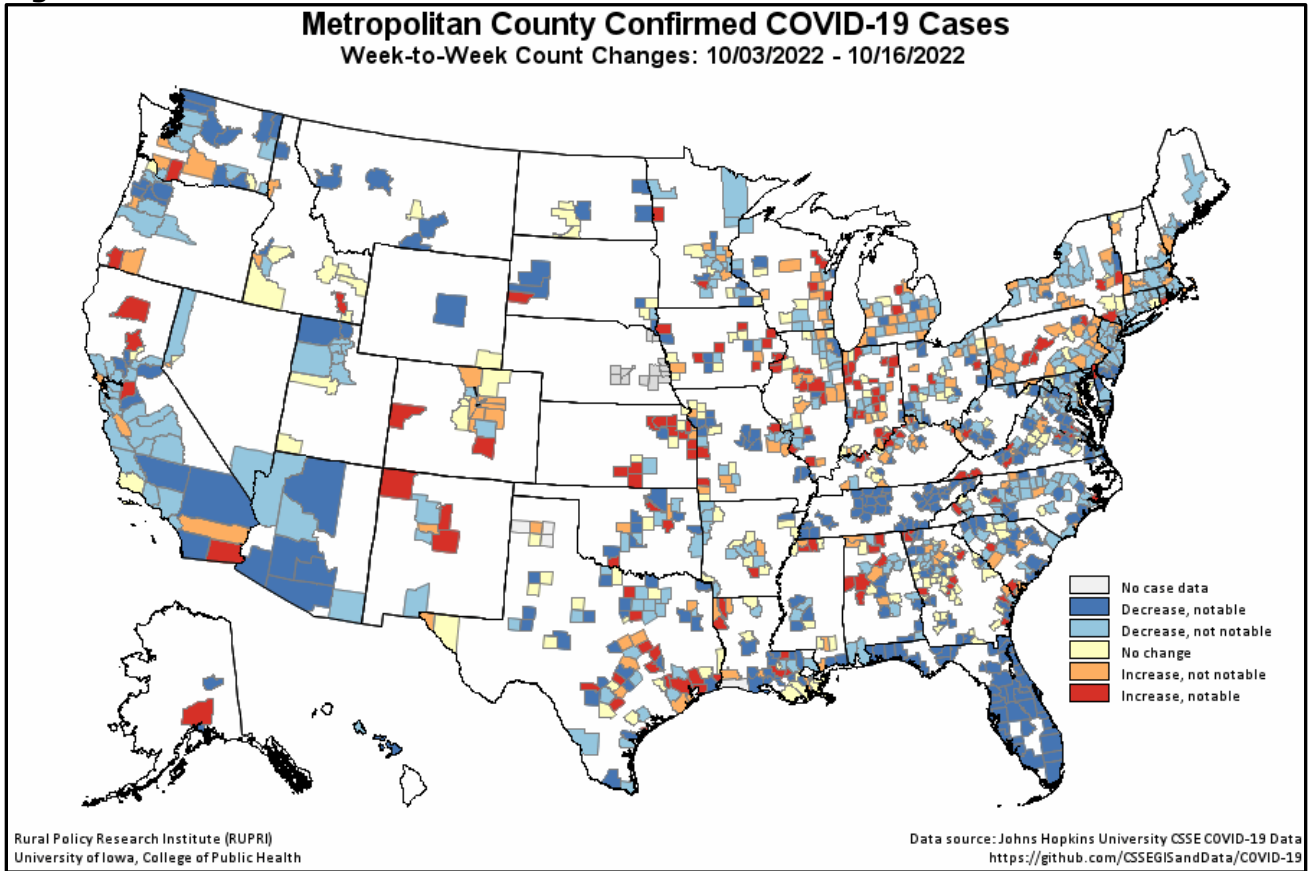 Metropolitan County Confirmed COVID-19 Cases
Week-to-Week Count Changes: 10/03/2022 - 10/16/2022
No case data
Decrease, notable
Decrease, not notable
No change
Increase, not notable
Increase, notable
Rural Policy Research Institute (RUPRI)
University of Iowa, College of Public Health
Data source: Johns Hopkins University CSSE COVID-19 Data
https://github.com/CSSEGISandData/COVID-19